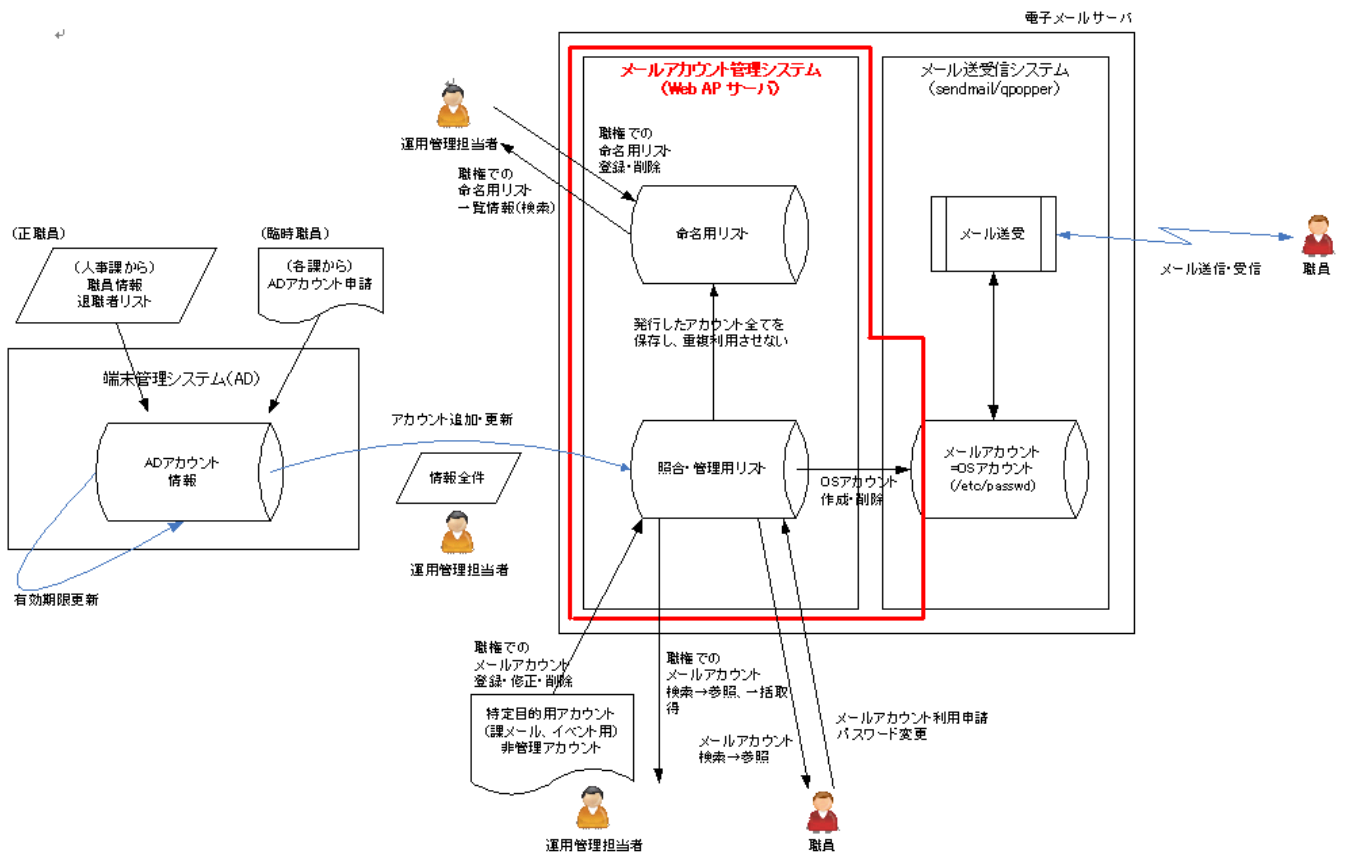 電子メールサーバ
メールアカウント管理システム
(Web AP サーバ)
メール送受信システム
(sendmail/qpopper)
運用管理担当者
職権での
命名用リスト
登録・削除
職権での
命名用リスト
一覧情報(検索)
命名用リスト
メール送受
メール送信・受信
職員
(正職員)
(人事課から)
職員情報
退職者リスト
(臨時職員)
(各課から)
ADアカウント申請
発行したアカウント全てを
保存し、重複利用させない
端末管理システム(AD)
ADアカウント
情報
有効期限更新
アカウント追加・更新
情報全件
運用管理担当者
照合・管理用リスト
OSアカウント
作成・削除
メールアカウント
=OSアカウント
(/etc/passwd)
職権での
メールアカウント
登録・修正・削除
特定目的用アカウント
(課メール、イベント用)
非管理アカウント
職権での
メールアカウント
検索→参照、一括取
得
メールアカウント
検索→参照
メールアカウント利用申請
パスワード変更
運用管理担当者
職員